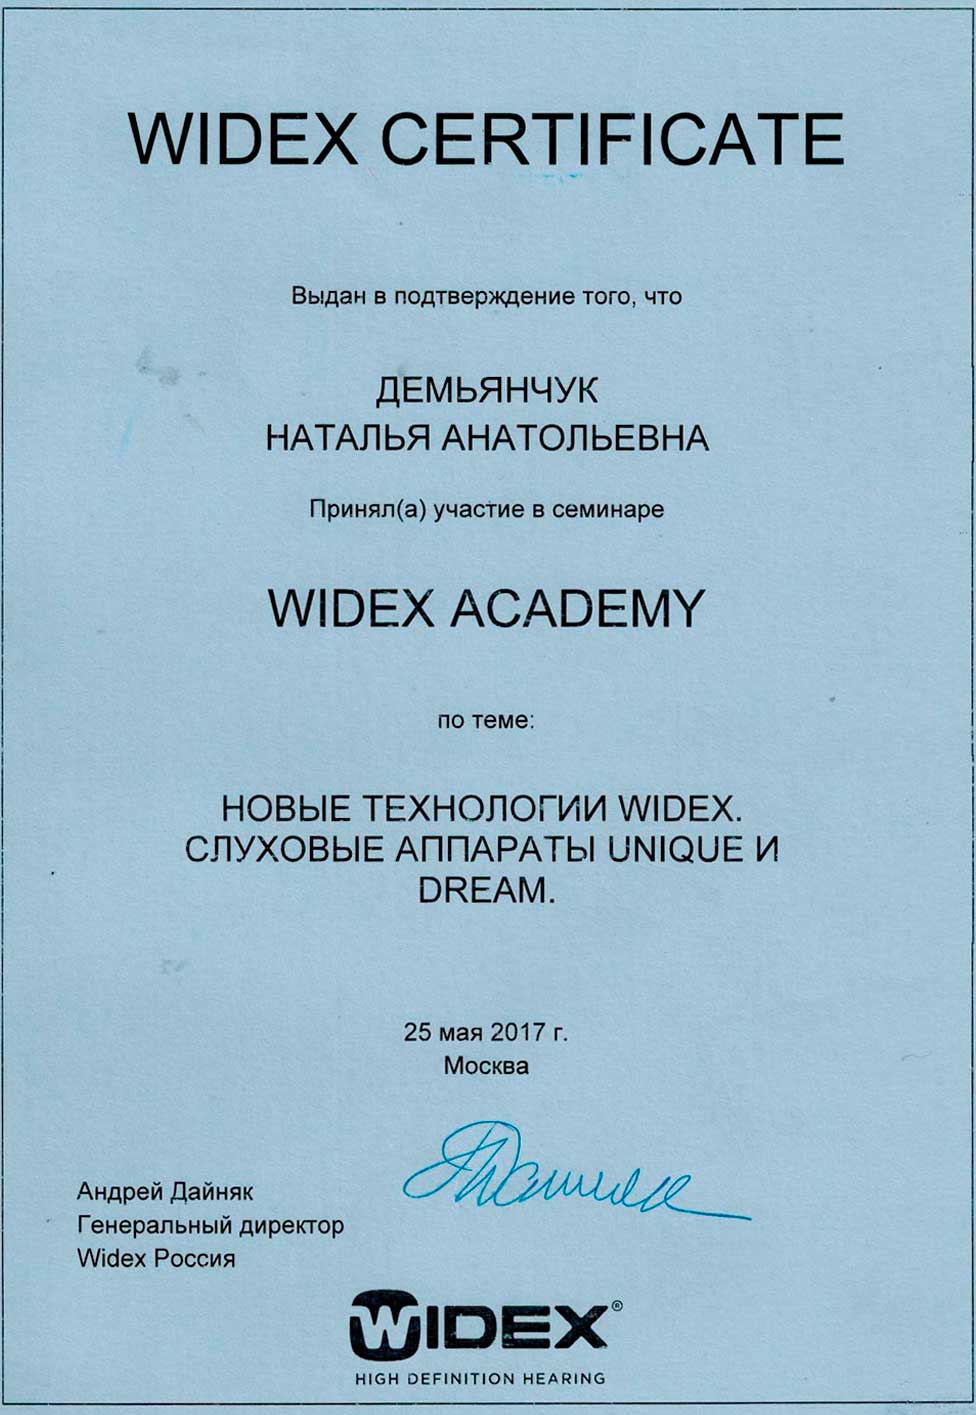 WIDEX CERTIFICATE
Выдан в подтверждение того, что
ДЕМЬЯНЧУК
НАТАЛЬЯ АНАТОЛЬЕВНА
Принял(а) участие в семинаре
WIDEX ACADEMY
по теме:
НОВЫЕ ТЕХНОЛОГИИ WIDEX.
СЛУХОВЫЕ АППАРАТЫ UNIQUE И
DREAM.
25 мая 2017 г.
Москва
Андрей Дайняк
Генеральный директор
Widex Россия
WIDEX®
HIGH DEFINITION HEARING